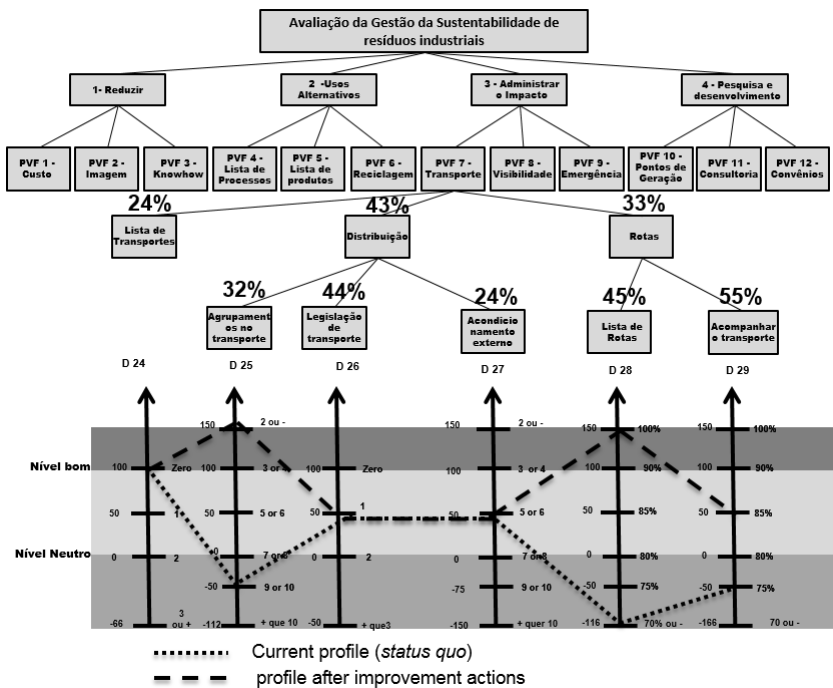 Avaliação da Gestão da Sustentabilidade de
resíduos industriais
1- Reduzir
2 -Usos
Alternativos
3 - Administrar
o Impacto
4 - Pesquisa e
desenvolvimento
PVF 1 -
Custo
PVF 2 -
Imagem
PVF 3 -
Knowhow
PVF 4 -
Lista de
Processos
PVF 5 -
Lista de
produtos
PVF 6 -
Reciclagem
PVF 7 -
Transporte
PVF 8 -
Visibilidade
PVF 9 -
Emergência
PVF 10 -
Pontos de
Geração
PVF 11 -
Consultoria
PVF 12 -
Convênios
24%
43%
33%
Lista de
Transportes
Distribuição
Rotas
32%
44%
24%
45%
55%
Agrupament
os no
transporte
Legislação
de
transporte
Acondicio
namento
externo
Lista de
Rotas
Acompanhar
o transporte
D 24
D 25
D 26
D 27
D 28
D 29
150
2 ou -
150
2 ou -
150
100%
150
100%
Nível bom
100
Zero
100
3 or 4
100
Zero
100
3 or 4
100
90%
100
90%
50
1
50
5 or 6
50
1
50
5 or 6
50
85%
50
85%
Nível Neutro
0
2
0
7 or 8
0
2
0
7 or 8
0
80%
0
80%
-50
9 or 10
-75
9 or 10
-50
75%
-50
75%
-66
3
ou +
-112
+ que 10
-50
+ que3
-150
+ quer 10
-116
70% ou -
-166
70 ou -
Current profile (status quo)
profile after improvement actions